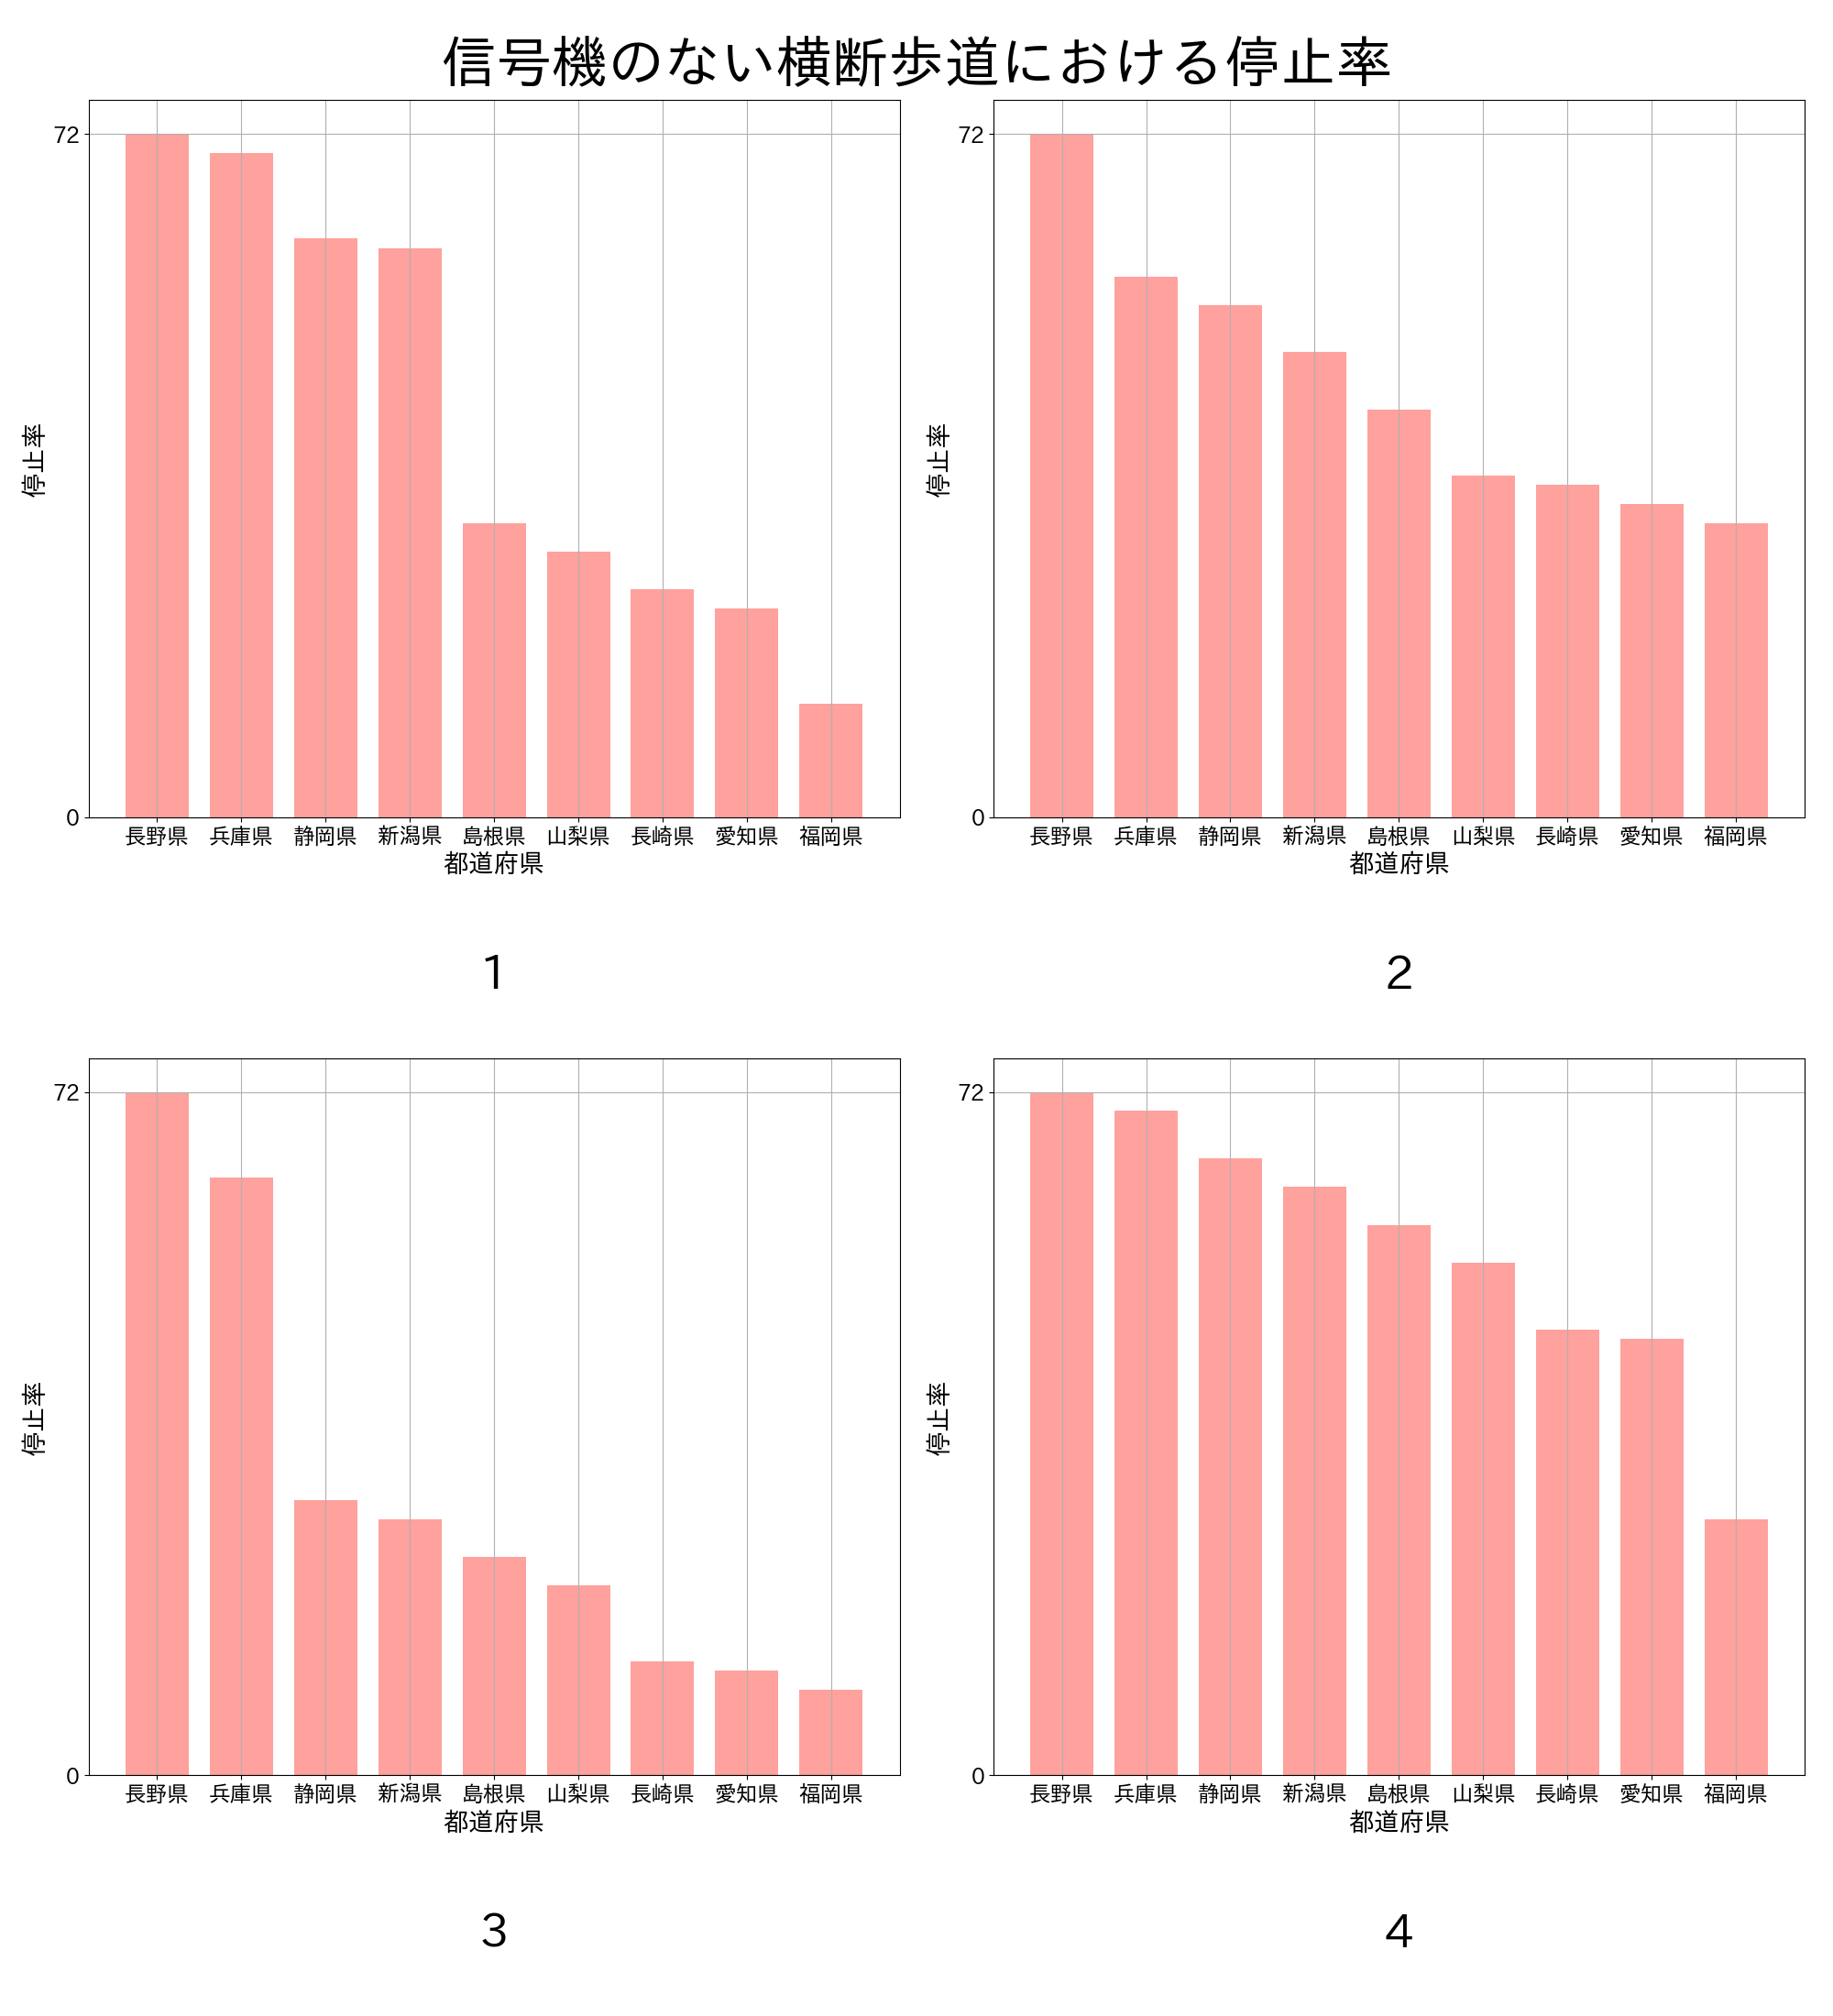 信号機のない横断歩道における停止率
72
0
停止率
長野県 兵庫県 静岡県 新潟県 島根県 山梨県 長崎県 愛知県 福岡県
都道府県
1
72
0
停止率
長野県 兵庫県 静岡県 新潟県 島根県 山梨県 長崎県 愛知県 福岡県
都道府県
2
72
0
停止率
長野県 兵庫県 静岡県 新潟県 島根県 山梨県 長崎県 愛知県 福岡県
都道府県
3
72
0
停止率
長野県 兵庫県 静岡県 新潟県 島根県 山梨県 長崎県 愛知県 福岡県
都道府県
4